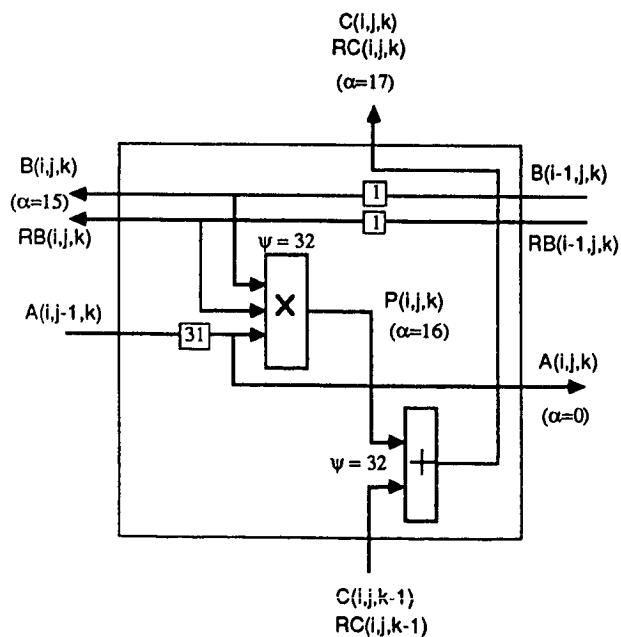 C(i,j,k)
RC(i,j,k)
(α=17)
B(i,j,k)
1
B(i-1,j,k)
(α=15)
RB(i,j,k)
1
RB(i-1,j,k)
ψ = 32
A(i,j-1,k)
31
X
P(i,j,k)
(α=16)
A(i,j,k)
(α=0)
ψ = 32
+
C(i,j,k-1)
RC(i,j,k-1)